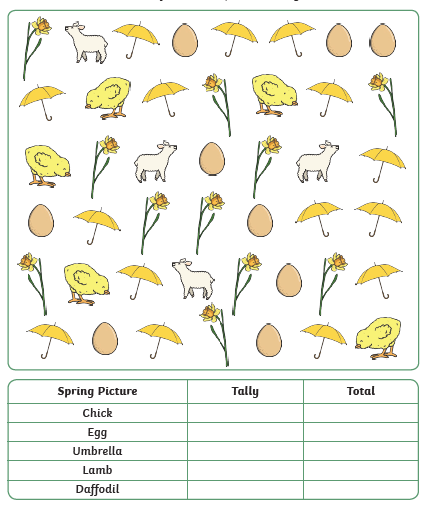 Spring Picture Tally Total
Chick
Egg
Umbrella
Lamb
Daffodil